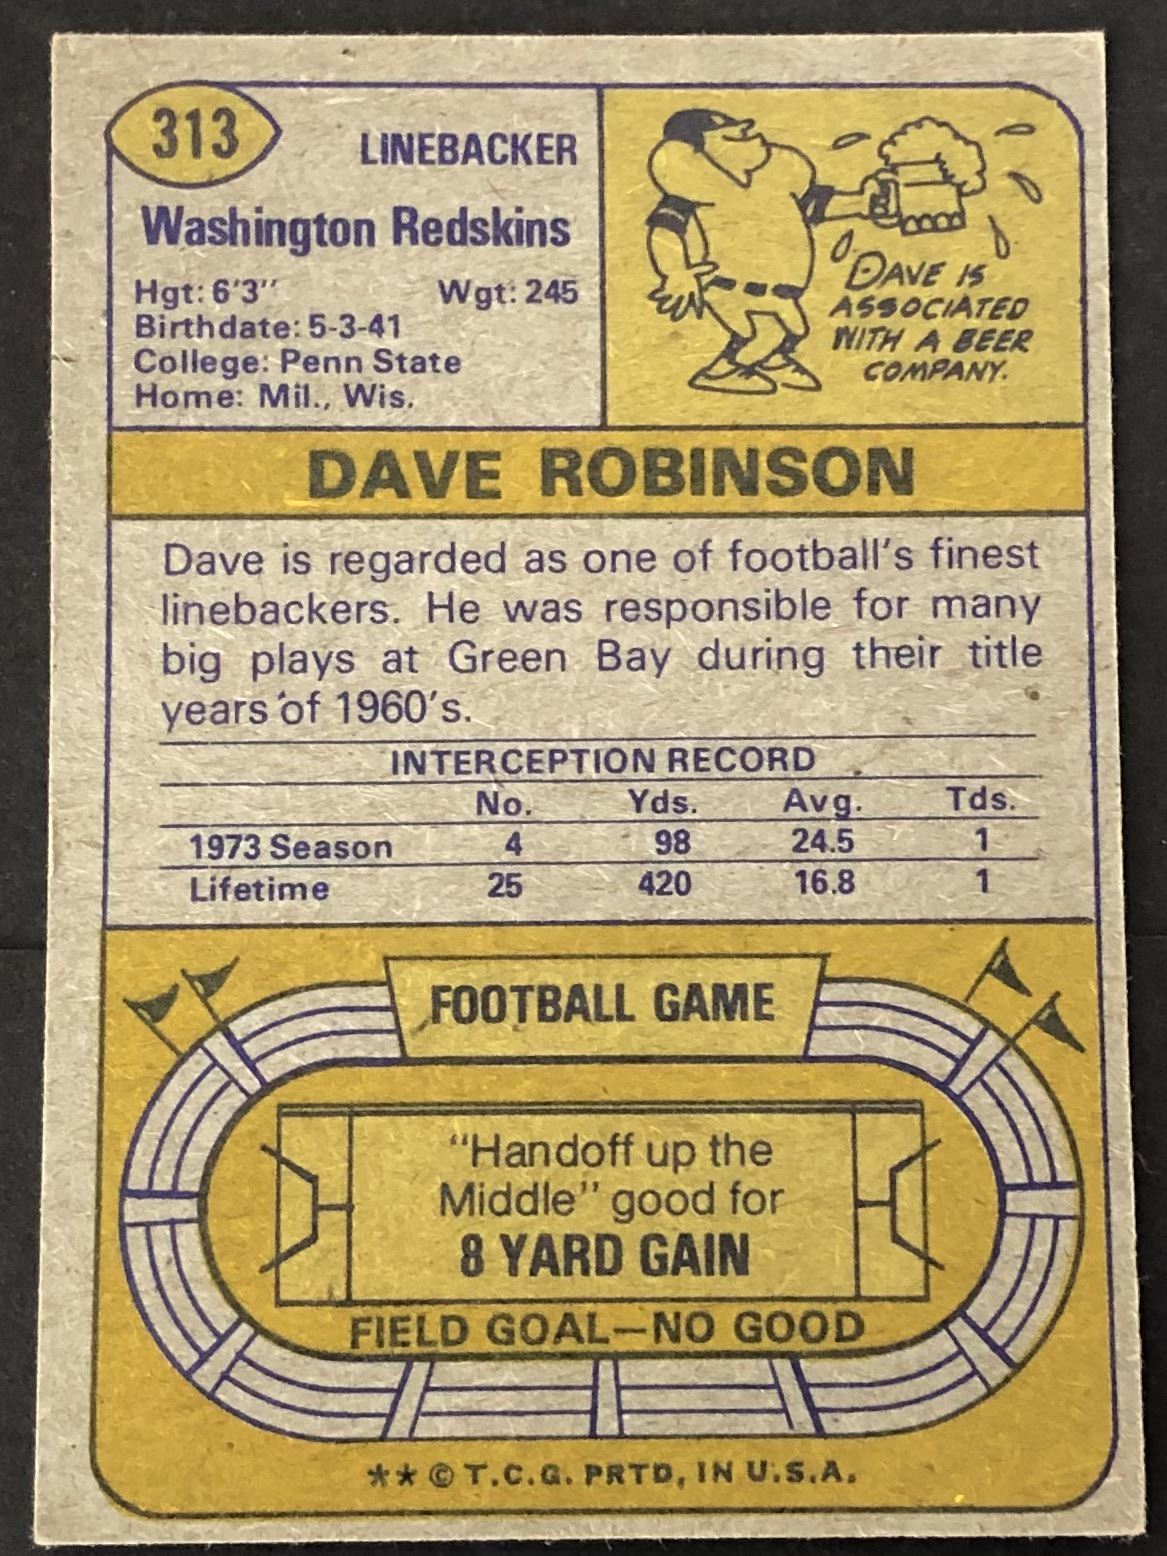 313
LINEBACKER
Washington Redskins
Hgt: 6'3" Wgt: 245
Birthdate: 5-3-41
College: Penn State
Home: Mil., Wis.
DAVE IS
ASSOCIATED
WITH A BEER
COMPANY.
DAVE ROBINSON
Dave is regarded as one of football's finest
linebackers. He was responsible for many
big plays at Green Bay during their title
years of 1960's.
INTERCEPTION RECORD
No. Yds. Avg. Tds.
1973 Season 4 98 24.5 1
Lifetime 25 420 16.8 1
FOOTBALL GAME
"Handoff up the
Middle" good for
8 YARD GAIN
FIELD GOAL—NO GOOD
** © T.C.G. PRTD, IN U.S.A.